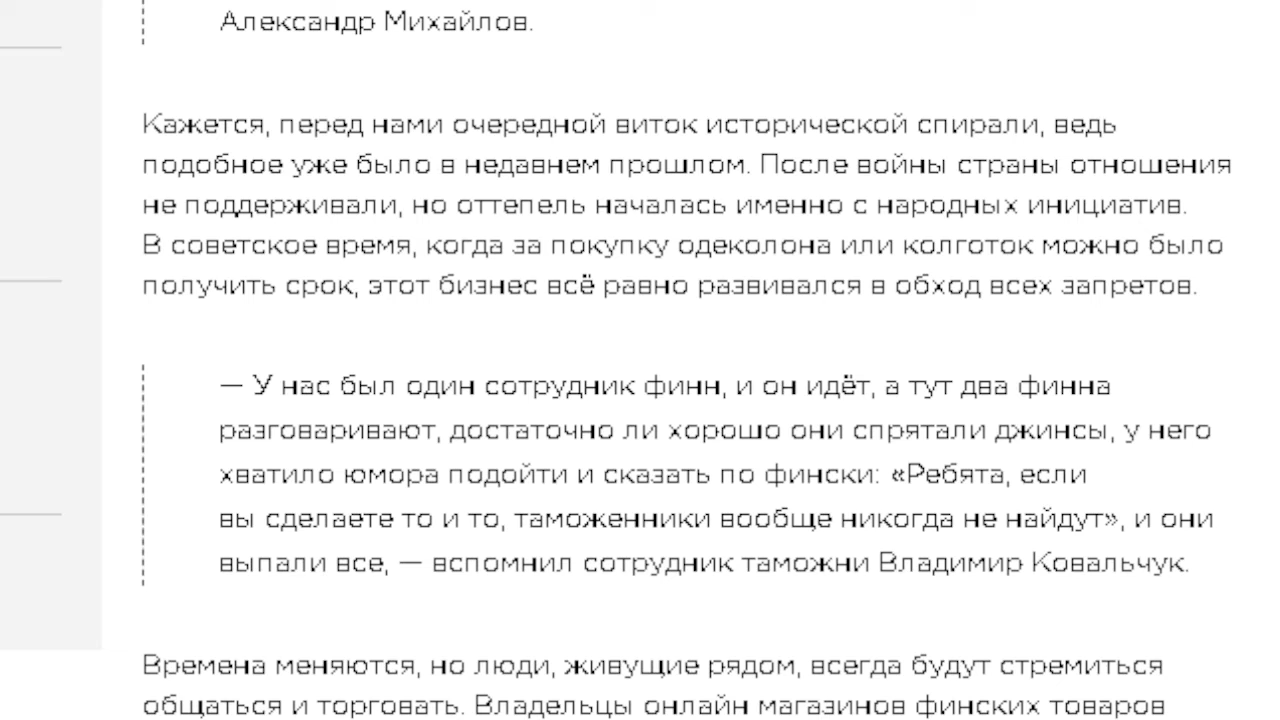 Александр Михайлов.
Кажется, перед нами очередной виток исторической спирали, ведь
подобное уже было в недавнем прошлом. После войны страны отношения
не поддерживали, но оттепель началась именно с народных инициатив.
В советское время, когда за покупку одеколона или колготок можно было
получить срок, этот бизнес всё равно развивался в обход всех запретов.
— У нас был один сотрудник финн, и он идёт, а тут два финна
разговаривают, достаточно ли хорошо они спрятали джинсы, у него
хватило юмора подойти и сказать по фински: «Ребята, если
вы сделаете то и то, таможенники вообще никогда не найдут», и они
выпали все, — вспомнил сотрудник таможни Владимир Ковальчук.
Времена меняются, но люди, живущие рядом, всегда будут стремиться
общаться и торговать. Владельцы онлайн магазинов финских товаров